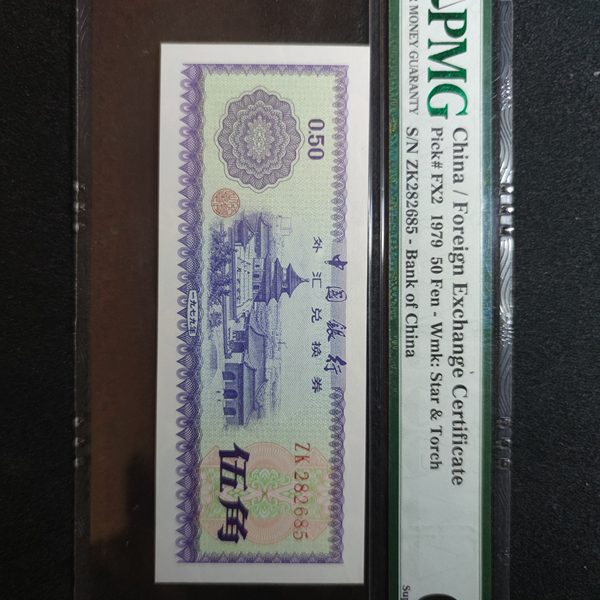 PMG
MONEY GUARANTY
China / Foreign Exchange Certificate
Pick# FX2 1979 50 Fen - Wmk: Star & Torch
S/N ZK282685 - Bank of China
0.50
中国銀行
外汇兑换券
一九七九年
ZK 282685
伍角